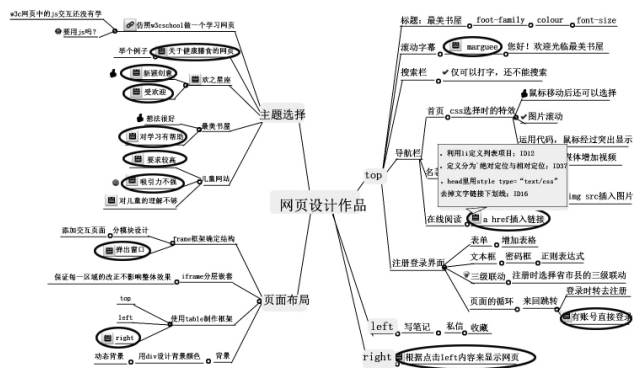 w3c网页中的js交互还没有学
要用js吗?
仿照w3cschool做一个学习网页
举个例子
关于健康膳食的网页
新颖创意
受欢迎
欢之星座
主题选择
想法很好
对学习有帮助
最美书屋
要求较高
吸引力不强
对儿童的理解不够
儿童网站
网页设计作品
添加交互页面
分模块设计
弹出窗口
frame框架确定结构
保证每一区域的改正不影响整体效果
iframe分层嵌套
页面布局
top
left
right
使用table制作框架
动态背景
用div设计背景颜色
背景
标题: 最美书屋
foot-family
colour
font-size
滚动字幕
marguee
您好! 欢迎光临最美书屋
搜索栏
仅可以打字, 还不能搜索
top
导航栏
首页
css选择时的特效
鼠标移动后还可以选择
图片滚动
运用代码, 鼠标经过突出显示
媒体增加视频
. 利用li定义列表项目: ID12
. 定义分为`绝对定位与相对定位: ID37
. head里用style type=“text/css”
去掉文字链接下划线: ID16
img src插入图片
在线阅读
a href插入链接
注册登录界面
表单
增加表格
文本框
密码框
正则表达式
三级联动
注册时选择省市县的三级联动
页面的循环
来回跳转
登录时转去注册
有账号直接登录
left
写笔记
私信
收藏
right
根据点击left内容来显示网页